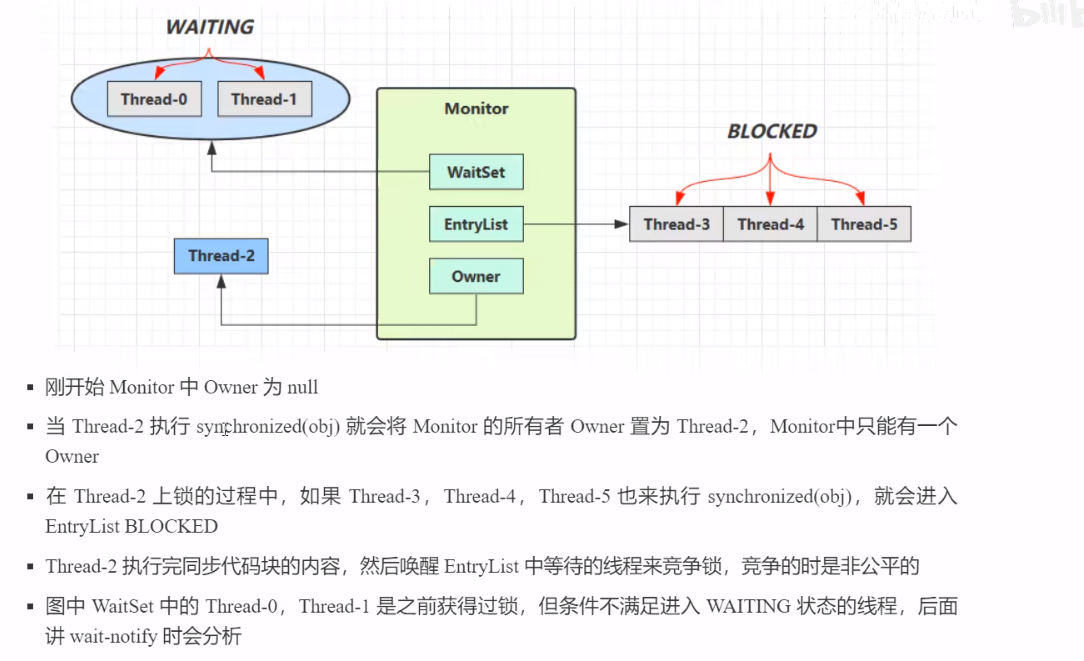 WAITING
Thread-0 Thread-1
Monitor
BLOCKED
WaitSet
EntryList
Thread-3 Thread-4 Thread-5
Thread-2
Owner
刚开始 Monitor 中 Owner 为 null
当 Thread-2 执行 synchronized(obj) 就会将 Monitor 的所有者 Owner 置为 Thread-2，Monitor中只能有一个
Owner
在 Thread-2 上锁的过程中，如果 Thread-3，Thread-4，Thread-5 也来执行 synchronized(obj)，就会进入
EntryList BLOCKED
Thread-2 执行完同步代码块的内容，然后唤醒 EntryList 中等待的线程来竞争锁，竞争的时是非公平的
图中 WaitSet 中的 Thread-0，Thread-1 是之前获得过锁，但条件不满足进入 WAITING 状态的线程，后面
讲 wait-notify 时会分析